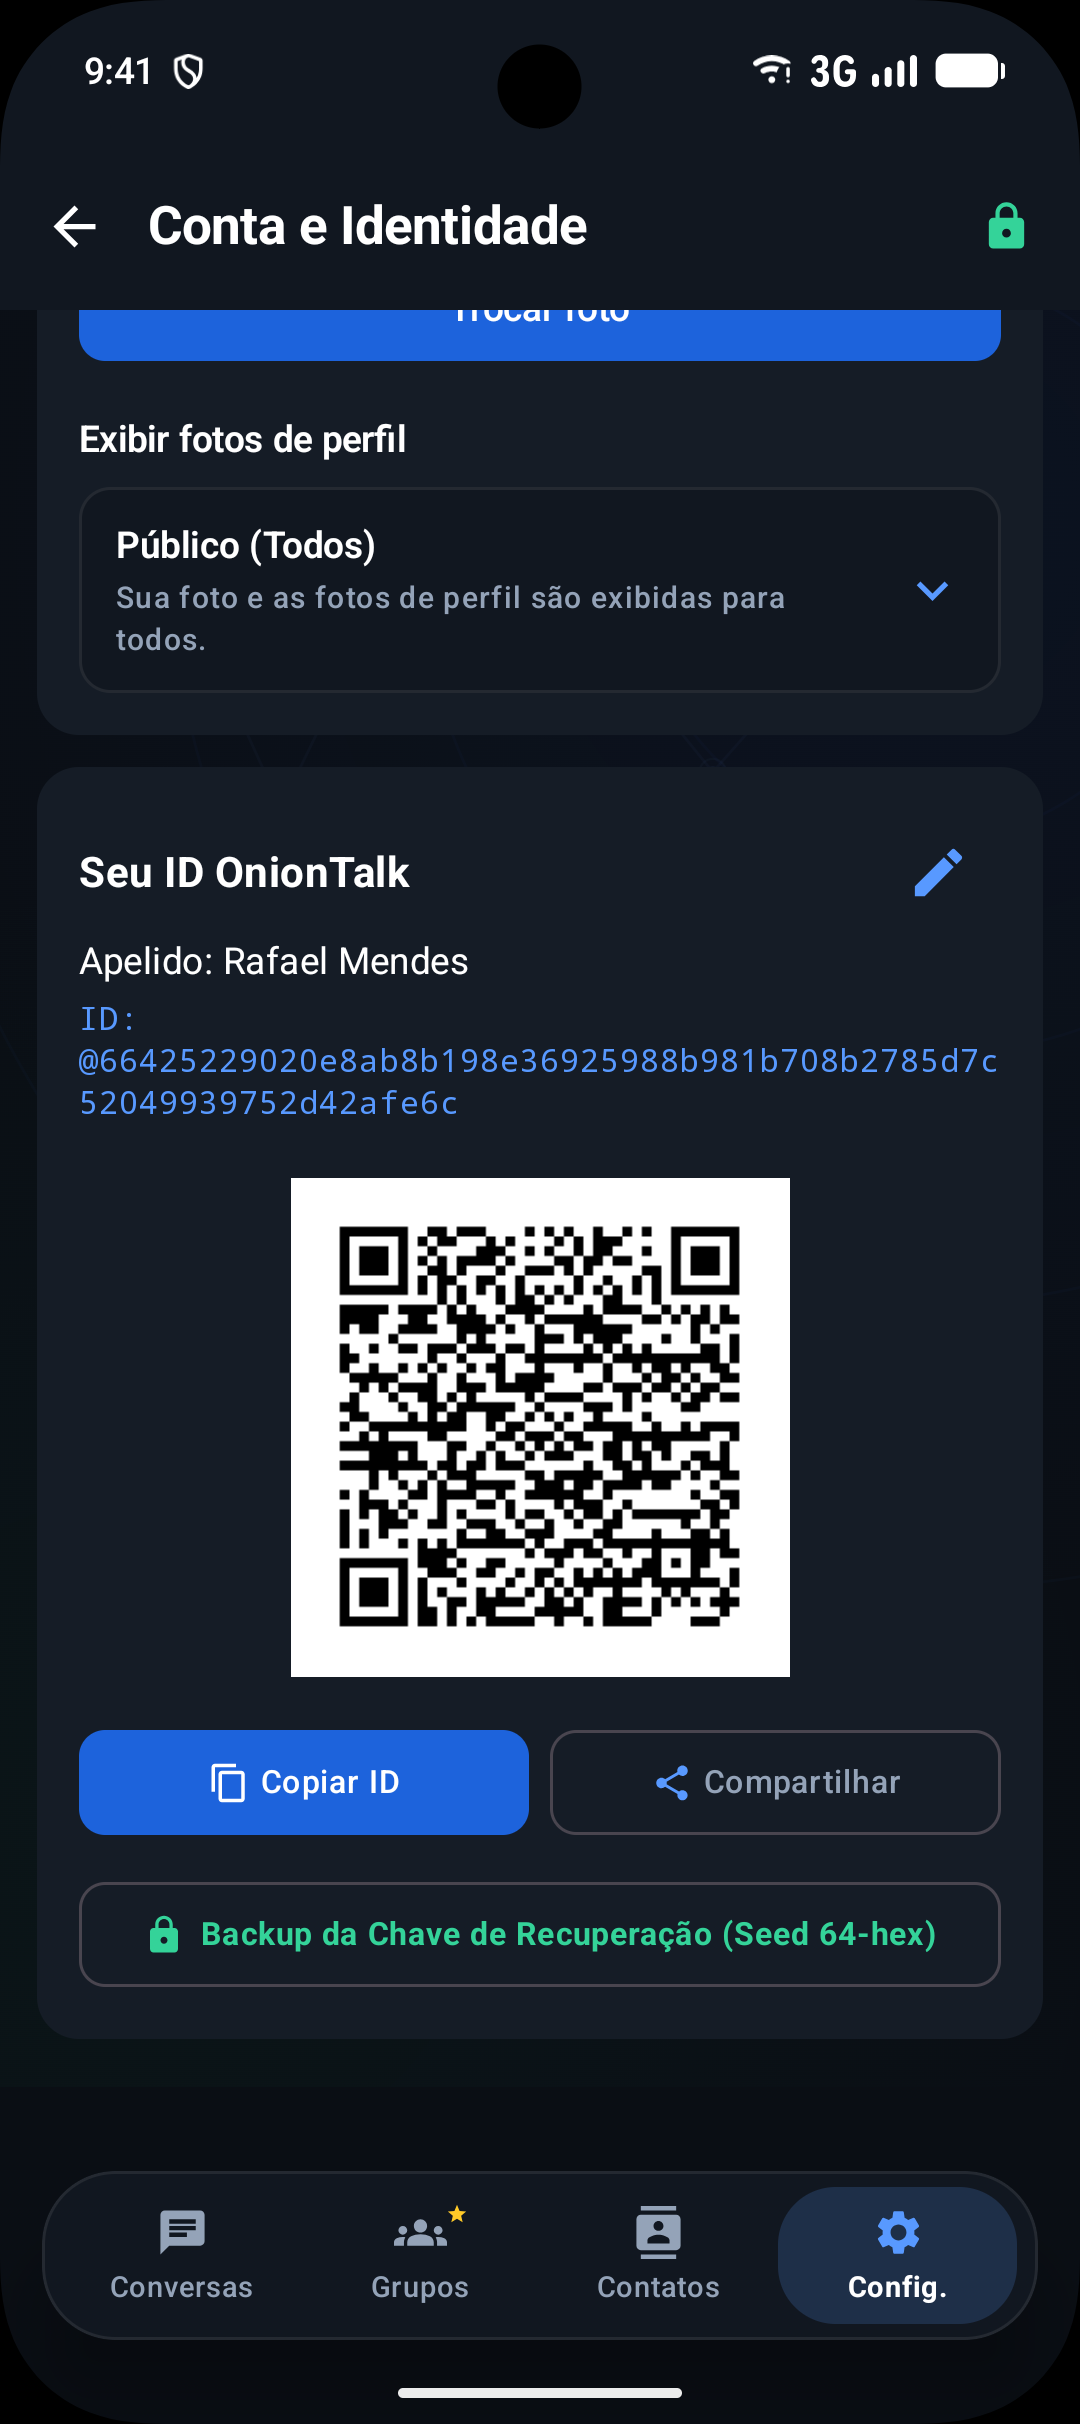 9:41
3G
Conta e Identidade
Trocar foto
Exibir fotos de perfil
Público (Todos)
Sua foto e as fotos de perfil são exibidas para
todos.
Seu ID OnionTalk
Apelido: Rafael Mendes
ID:
@66425229020e8ab8b198e36925988b981b708b2785d7c
52049939752d42afe6c
Copiar ID
Compartilhar
Backup da Chave de Recuperação (Seed 64-hex)
Conversas
Grupos
Contatos
Config.